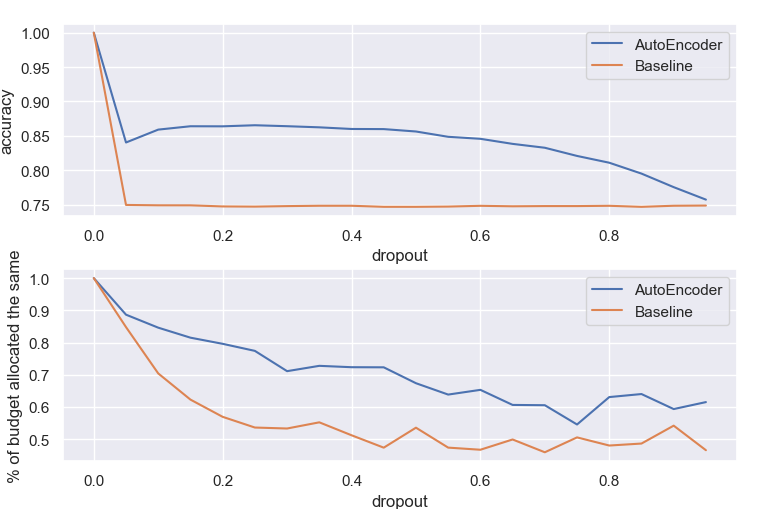 1.00
0.95
0.90
0.85
0.80
0.75
accuracy
AutoEncoder
Baseline
0.0 0.2 0.4 0.6 0.8
dropout
1.0
0.9
0.8
0.7
0.6
0.5
% of budget allocated the same
AutoEncoder
Baseline
0.0 0.2 0.4 0.6 0.8
dropout